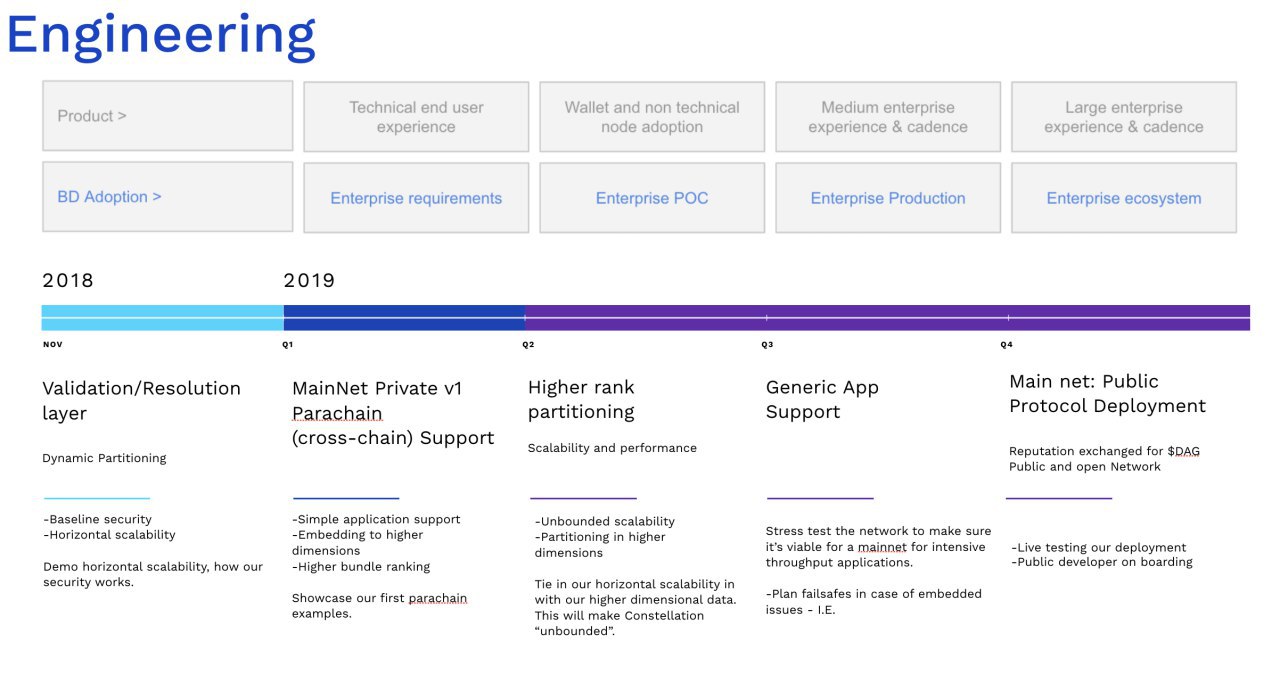 Engineering
Product >
Technical end user
experience
Wallet and non technical
node adoption
Medium enterprise
experience & cadence
Large enterprise
experience & cadence
BD Adoption >
Enterprise requirements
Enterprise POC
Enterprise Production
Enterprise ecosystem
2018
2019
NOV
Q1
Q2
Q3
Q4
Validation/Resolution
layer
Dynamic Partitioning
-Baseline security
-Horizontal scalability
Demo horizontal scalability, how our
security works.
MainNet Private v1
Parachain
(cross-chain) Support
-Simple application support
-Embedding to higher
dimensions
-Higher bundle ranking
Showcase our first parachain
examples.
Higher rank
partitioning
Scalability and performance
-Unbounded scalability
-Partitioning in higher
dimensions
Tie in our horizontal scalability in
with our higher dimensional data.
This will make Constellation
“unbounded”.
Generic App
Support
Stress test the network to make sure
it’s viable for a mainnet for intensive
throughput applications.
-Plan failsafes in case of embedded
issues - I.E.
Main net: Public
Protocol Deployment
Reputation exchanged for $DAG
Public and open Network
-Live testing our deployment
-Public developer on boarding